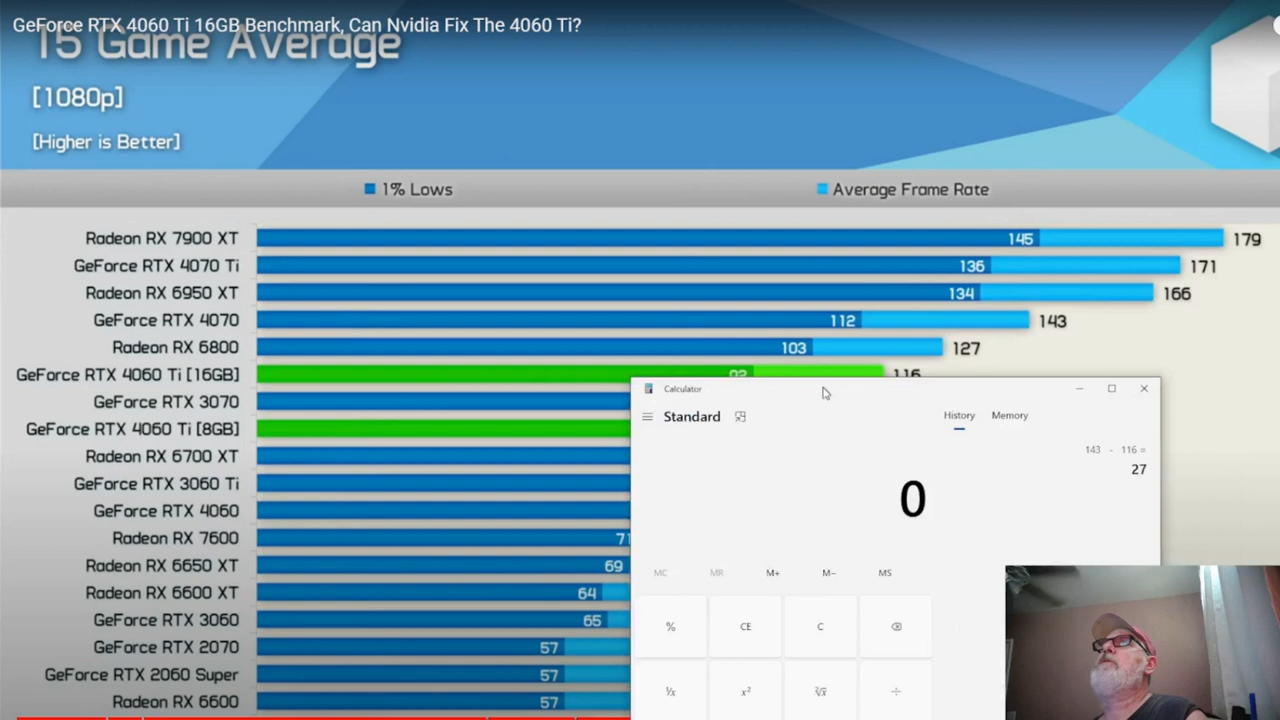 GeForce RTX 4060 Ti 16GB Benchmark, Can Nvidia Fix The 4060 Ti?
15 Game Average
[1080p]
[Higher is Better]
1% Lows
Average Frame Rate
Radeon RX 7900 XT 145 179
GeForce RTX 4070 Ti 136 171
Radeon RX 6950 XT 134 166
GeForce RTX 4070 112 143
Radeon RX 6800 103 127
GeForce RTX 4060 Ti [16GB] 92 116
GeForce RTX 3070
GeForce RTX 4060 Ti [8GB]
Radeon RX 6700 XT
GeForce RTX 3060 Ti
GeForce RTX 4060
Radeon RX 7600 71
Radeon RX 6650 XT 69
Radeon RX 6600 XT 64
GeForce RTX 3060 65
GeForce RTX 2070 57
GeForce RTX 2060 Super 57
Radeon RX 6600 57
Calculator
Standard
History Memory
143 - 116 =
27
0
MC MR M+ M− MS
% CE C
⅟x x² ²√x ÷